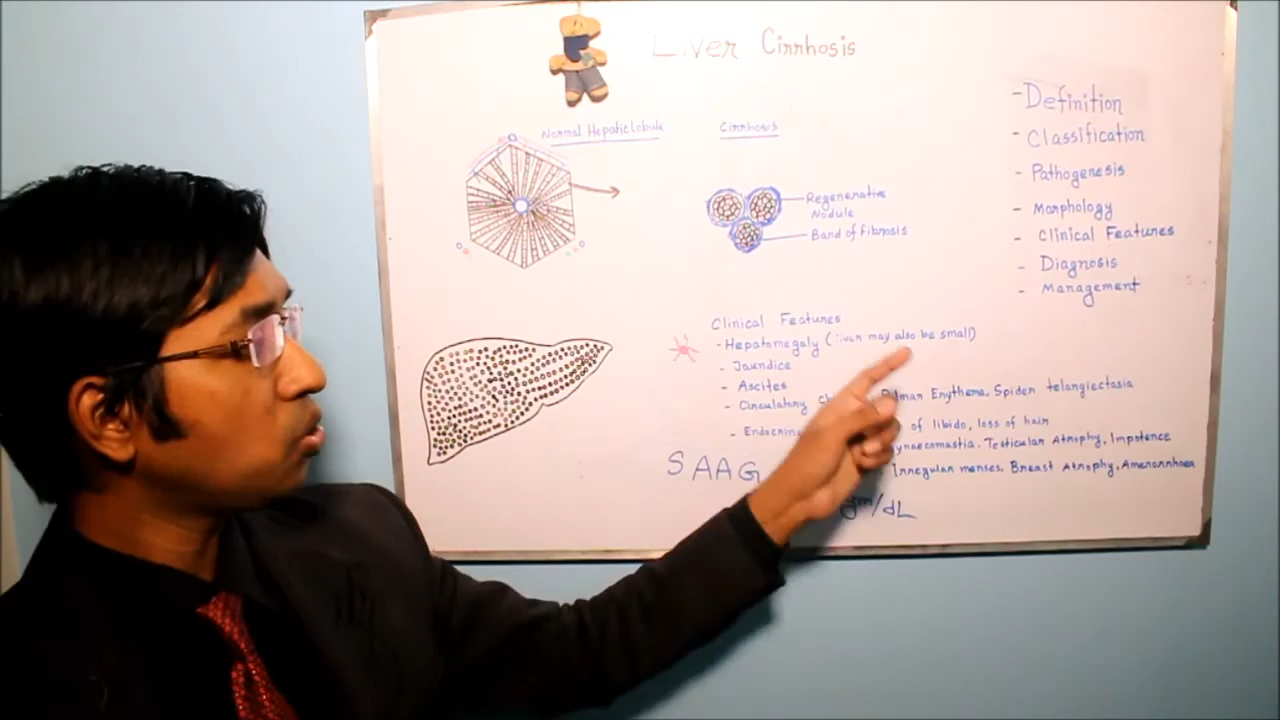 Liver Cirrhosis
Normal Hepatic Lobule
Cirrhosis
Regenerative
Nodule
Band of Fibrosis
- Definition
- Classification
- Pathogenesis
- Morphology
- Clinical Features
- Diagnosis
- Management
Clinical Features
- Hepatomegaly (liver may also be small)
- Jaundice
- Ascites
- Circulatory Erythema, Spider telangiectasia
- Endocrine of libido, loss of hair
Testicular Atrophy, Impotence
Irregular menses, Breast Atrophy, Amenorrhoea
SAAG gm/dL